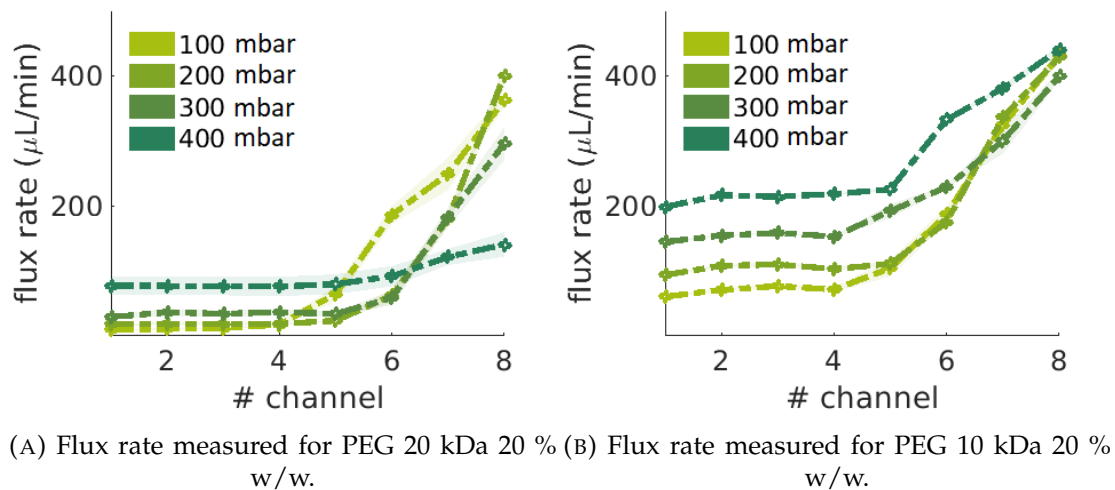 100 mbar
200 mbar
300 mbar
400 mbar
flux rate (μL/min)
400
200
2 4 6 8
# channel
100 mbar
200 mbar
300 mbar
400 mbar
flux rate (μL/min)
400
200
2 4 6 8
# channel
(A) Flux rate measured for PEG 20 kDa 20 % w/w.
(B) Flux rate measured for PEG 10 kDa 20 % w/w.